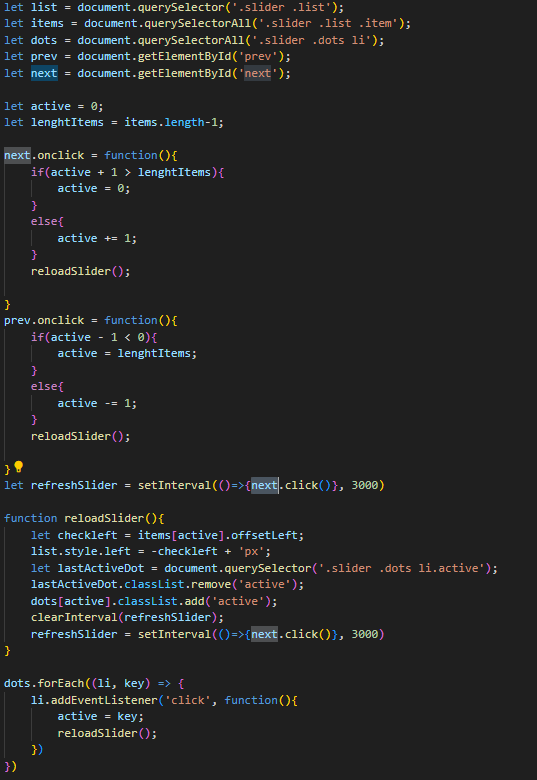 let list = document.querySelector('.slider .list');
let items = document.querySelectorAll('.slider .list .item');
let dots = document.querySelectorAll('.slider .dots li');
let prev = document.getElementById('prev');
let next = document.getElementById('next');

let active = 0;
let lenghtItems = items.length-1;

next.onclick = function(){
    if(active + 1 > lenghtItems){
        active = 0;
    }
    else{
        active += 1;
    }
    reloadSlider();

}
prev.onclick = function(){
    if(active - 1 < 0){
        active = lenghtItems;
    }
    else{
        active -= 1;
    }
    reloadSlider();

}
let refreshSlider = setInterval(()=>{next.click()}, 3000)

function reloadSlider(){
    let checkleft = items[active].offsetLeft;
    list.style.left = -checkleft + 'px';
    let lastActiveDot = document.querySelector('.slider .dots li.active');
    lastActiveDot.classList.remove('active');
    dots[active].classList.add('active');
    clearInterval(refreshSlider);
    refreshSlider = setInterval(()=>{next.click()}, 3000)
}

dots.forEach((li, key) => {
    li.addEventListener('click', function(){
        active = key;
        reloadSlider();
    })
})